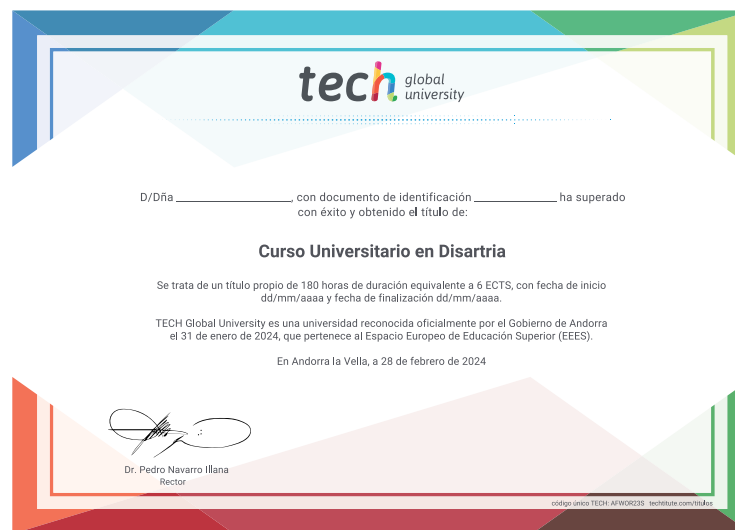 tech global university
D/Dña ____________________, con documento de identificación ______________ ha superado
con éxito y obtenido el título de:
Curso Universitario en Disartria
Se trata de un título propio de 180 horas de duración equivalente a 6 ECTS, con fecha de inicio
dd/mm/aaaa y fecha de finalización dd/mm/aaaa.
TECH Global University es una universidad reconocida oficialmente por el Gobierno de Andorra
el 31 de enero de 2024, que pertenece al Espacio Europeo de Educación Superior (EEES).
En Andorra la Vella, a 28 de febrero de 2024
Dr. Pedro Navarro Illana
Rector
código único TECH: AFWOR23S techtitute.com/titulos